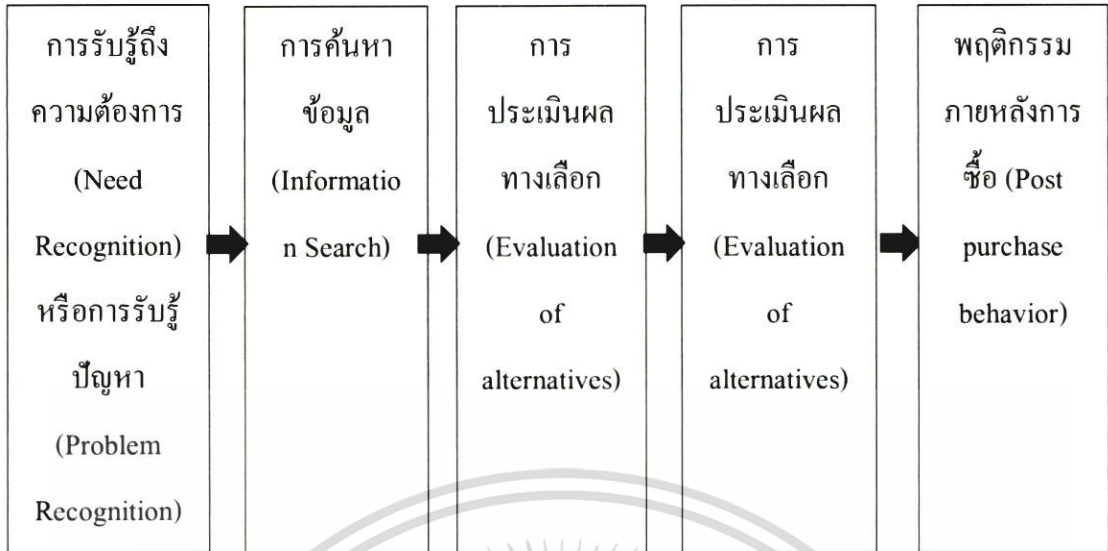 การรับรู้ถึง
ความต้องการ
(Need
Recognition)
หรือการรับรู้
ปัญหา
(Problem
Recognition)
การค้นหา
ข้อมูล
(Informatio
n Search)
การ
ประเมินผล
ทางเลือก
(Evaluation
of
alternatives)
การ
ประเมินผล
ทางเลือก
(Evaluation
of
alternatives)
พฤติกรรม
ภายหลังการ
ซื้อ (Post
purchase
behavior)